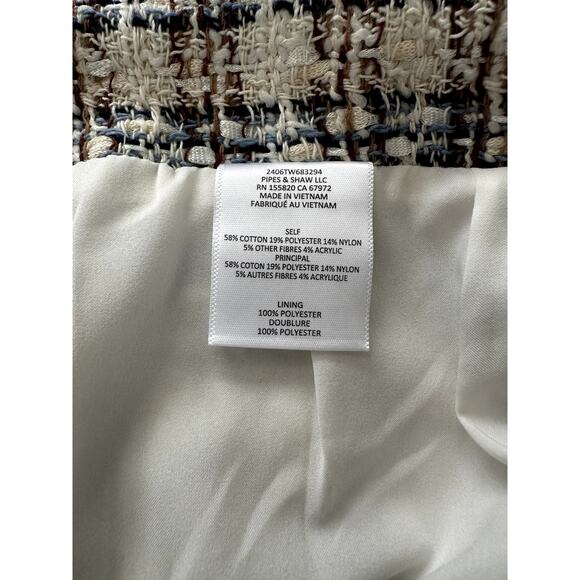 2406TW683294
PIPES & SHAW LLC
RN 155820 CA 67972
MADE IN VIETNAM
FABRIQUÉ AU VIETNAM
SELF
58% COTTON 19% POLYESTER 14% NYLON
5% OTHER FIBRES 4% ACRYLIC
PRINCIPAL
58% COTON 19% POLYESTER 14% NYLON
5% AUTRES FIBRES 4% ACRYLIQUE
LINING
100% POLYESTER
DOUBLURE
100% POLYESTER